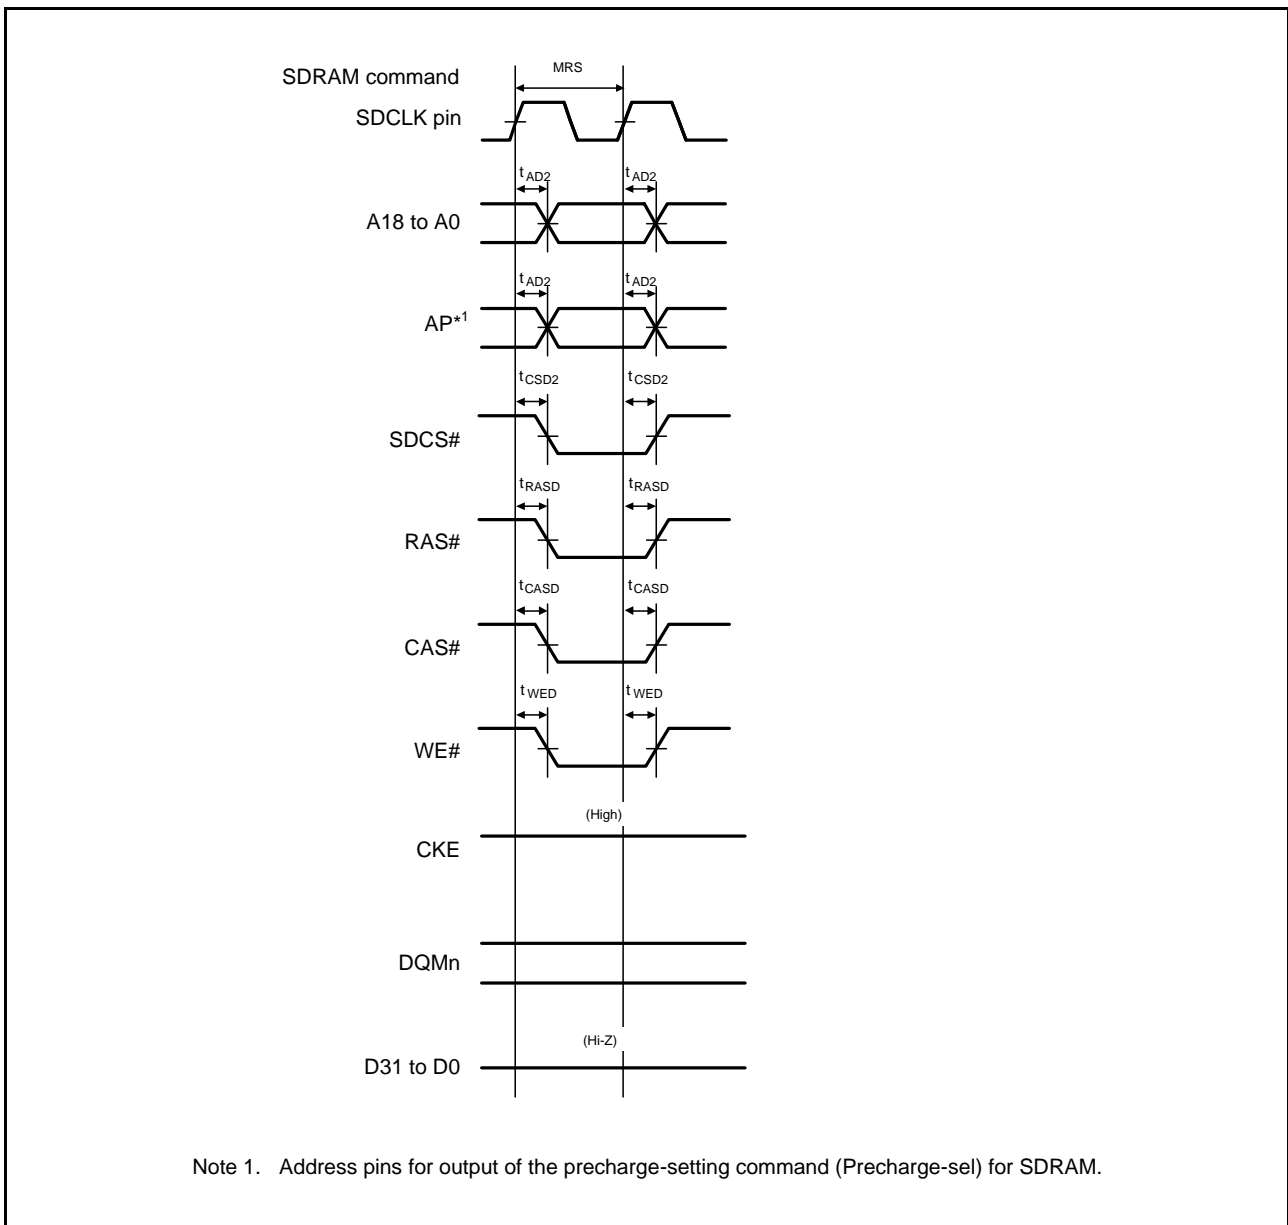 MRS
SDRAM command
SDCLK pin
tAD2 tAD2
A18 to A0
tAD2 tAD2
AP*1
tCSD2 tCSD2
SDCS#
tRASD tRASD
RAS#
tCASD tCASD
CAS#
tWED tWED
WE#
(High)
CKE
DQMn
(Hi-Z)
D31 to D0
Note 1. Address pins for output of the precharge-setting command (Precharge-sel) for SDRAM.